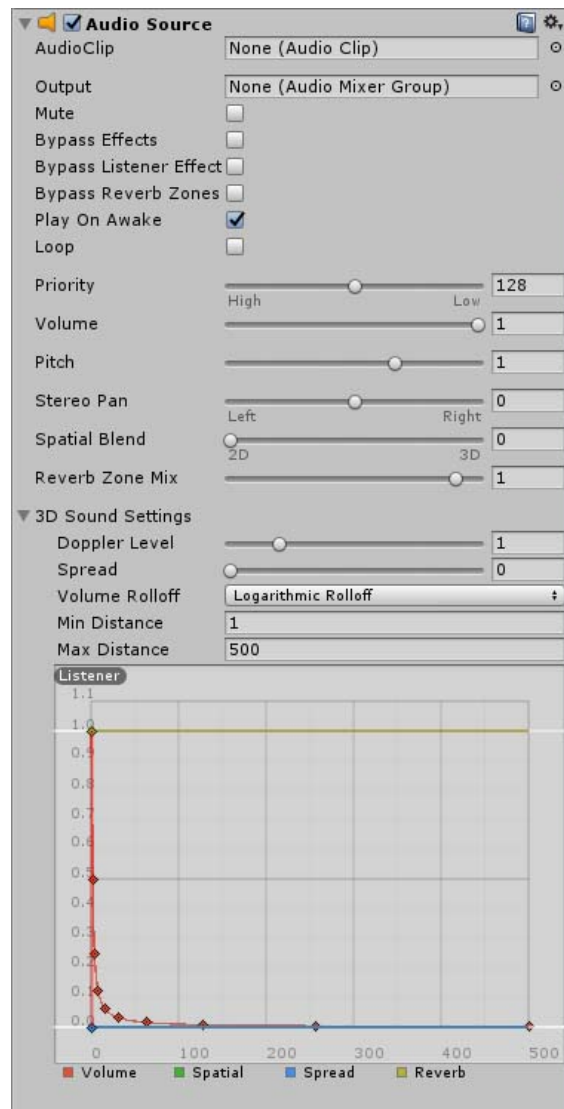 Audio Source
AudioClip None (Audio Clip)
Output None (Audio Mixer Group)
Mute
Bypass Effects
Bypass Listener Effect
Bypass Reverb Zones
Play On Awake
Loop
Priority 128
High Low
Volume 1
Pitch 1
Stereo Pan 0
Left Right
Spatial Blend 0
2D 3D
Reverb Zone Mix 1
3D Sound Settings
Doppler Level 1
Spread 0
Volume Rolloff Logarithmic Rolloff
Min Distance 1
Max Distance 500
Listener
1.1
1.0
0.9
0.8
0.7
0.6
0.5
0.4
0.3
0.2
0.1
0.0
0 100 200 300 400 500
Volume Spatial Spread Reverb